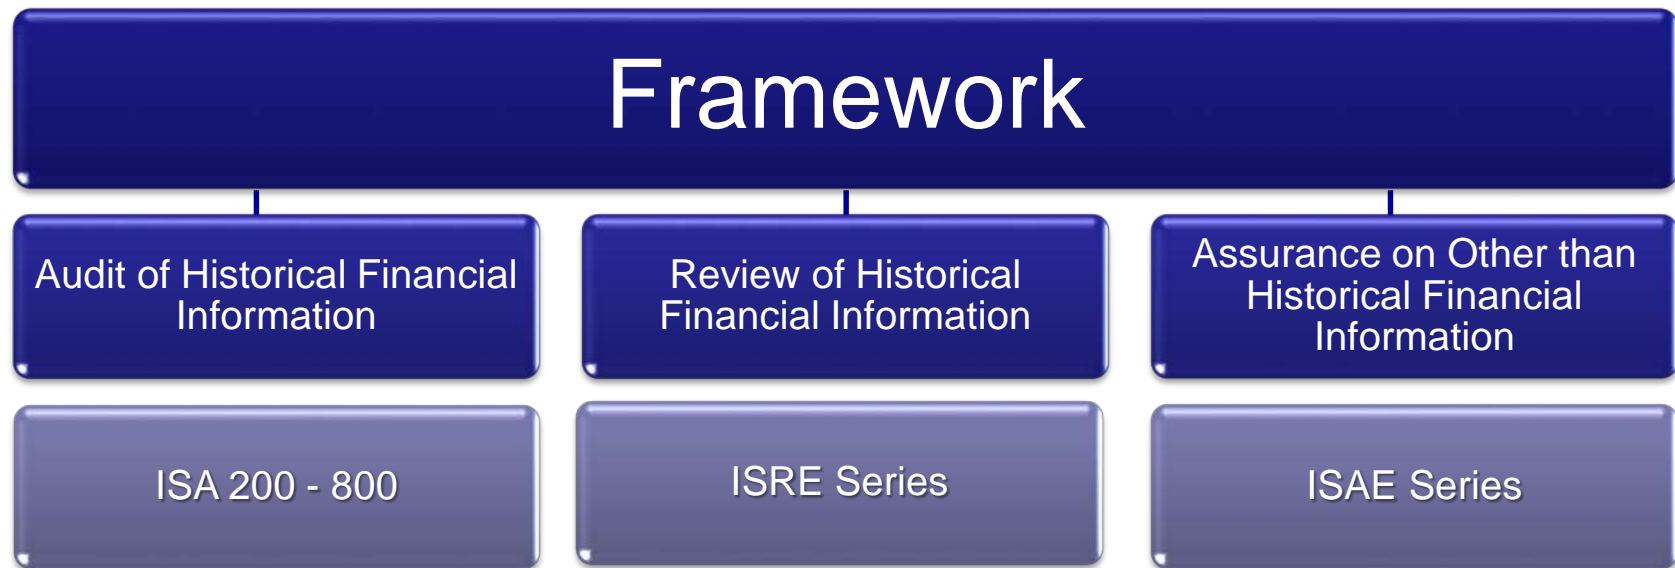 Framework
Audit of Historical Financial
Information
Review of Historical
Financial Information
Assurance on Other than
Historical Financial
Information
ISA 200 - 800
ISRE Series
ISAE Series